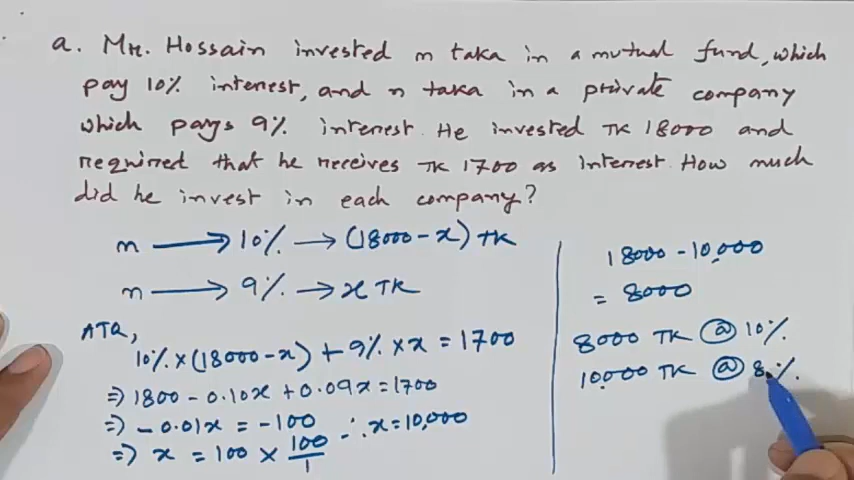 a. Mr. Hossain invested m taka in a mutual fund, which
pay 10% interest, and n taka in a private company
which pays 9% interest. He invested TK 18000 and
required that he receives TK 1700 as interest. How much
did he invest in each company?
m → 10% → (18000 - x) TK
n → 9% → x TK
ATQ,
10% × (18000 - x) + 9% × x = 1700
⇒ 1800 - 0.10x + 0.09x = 1700
⇒ - 0.01x = -100
⇒ x = 100 × 100/1 ∴ x = 10,000
18000 - 10,000
= 8000
8000 TK @ 10%
10,000 TK @ 8%.